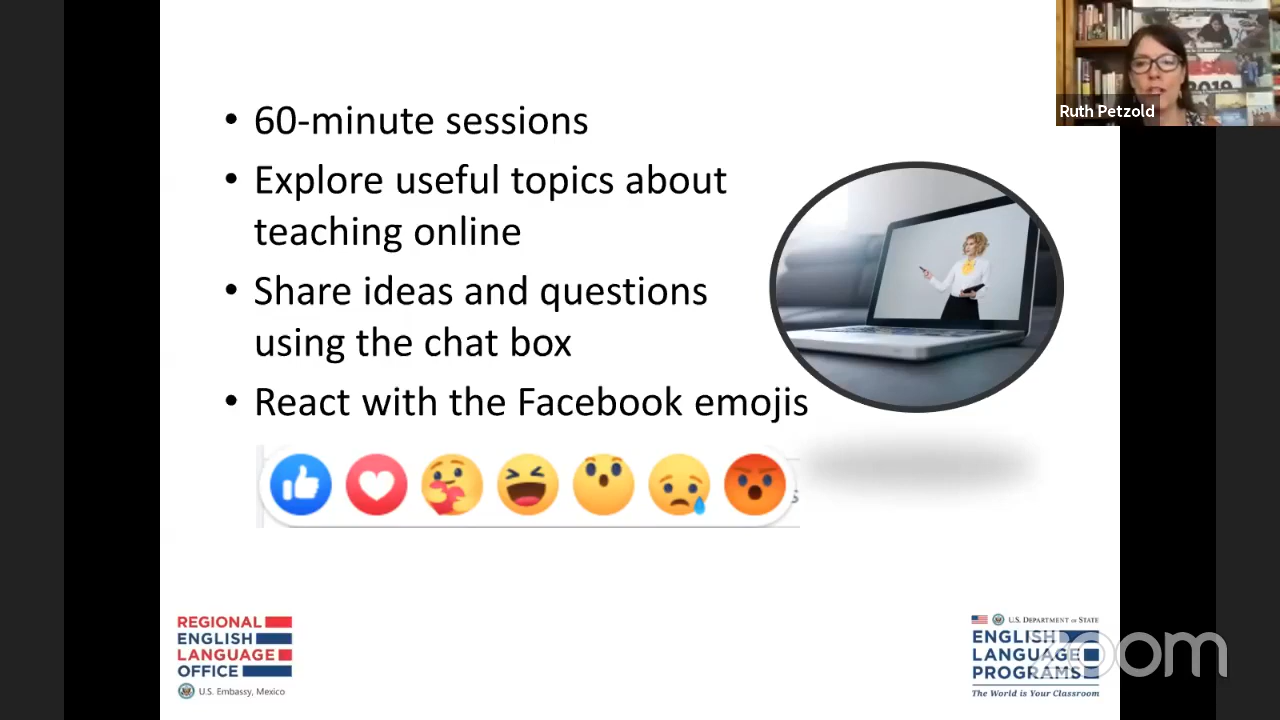 Ruth Petzold
2019
• 60-minute sessions
• Explore useful topics about
teaching online
• Share ideas and questions
using the chat box
• React with the Facebook emojis
s
REGIONAL
ENGLISH
LANGUAGE
OFFICE
U.S. Embassy, Mexico
U.S. DEPARTMENT OF STATE
ENGLISH
LANGUAGE
PROGRAMS
The World is Your Classroom
zoom